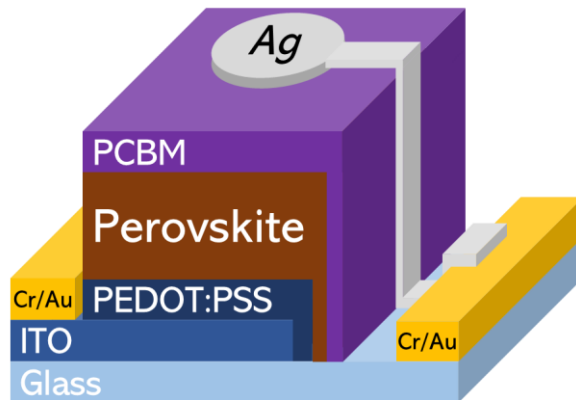 Ag
PCBM
Perovskite
PEDOT:PSS
Cr/Au
ITO
Cr/Au
Glass